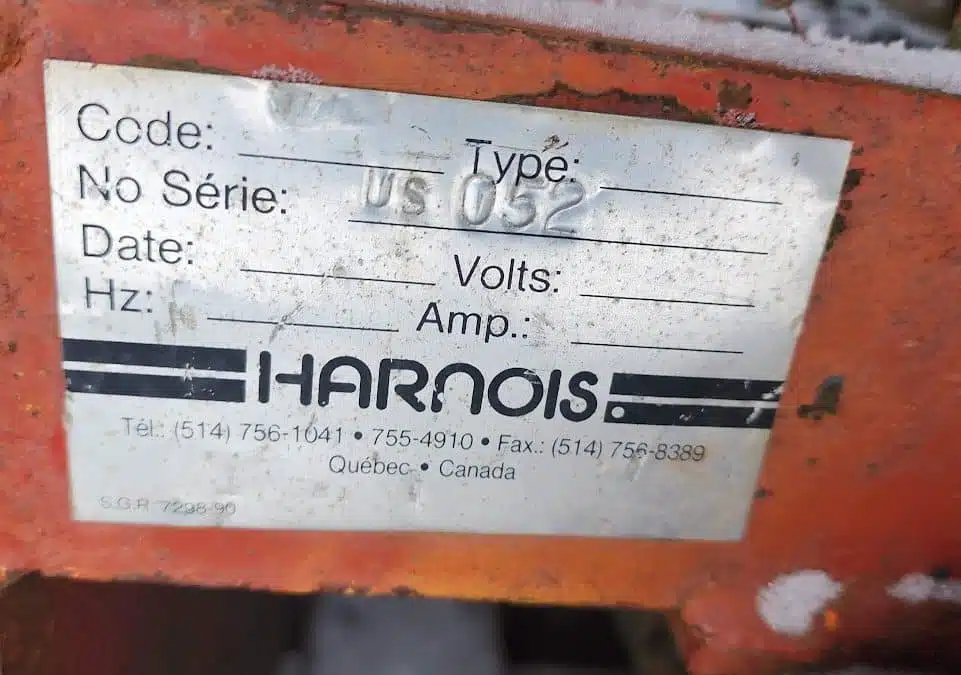 Code: Type:
No Série: US 052
Date: Volts:
Hz: Amp.:
HARNOIS
Tél.: (514) 756-1041 • 755-4910 • Fax.: (514) 756-8389
Québec • Canada
S.G.R. 7298-90